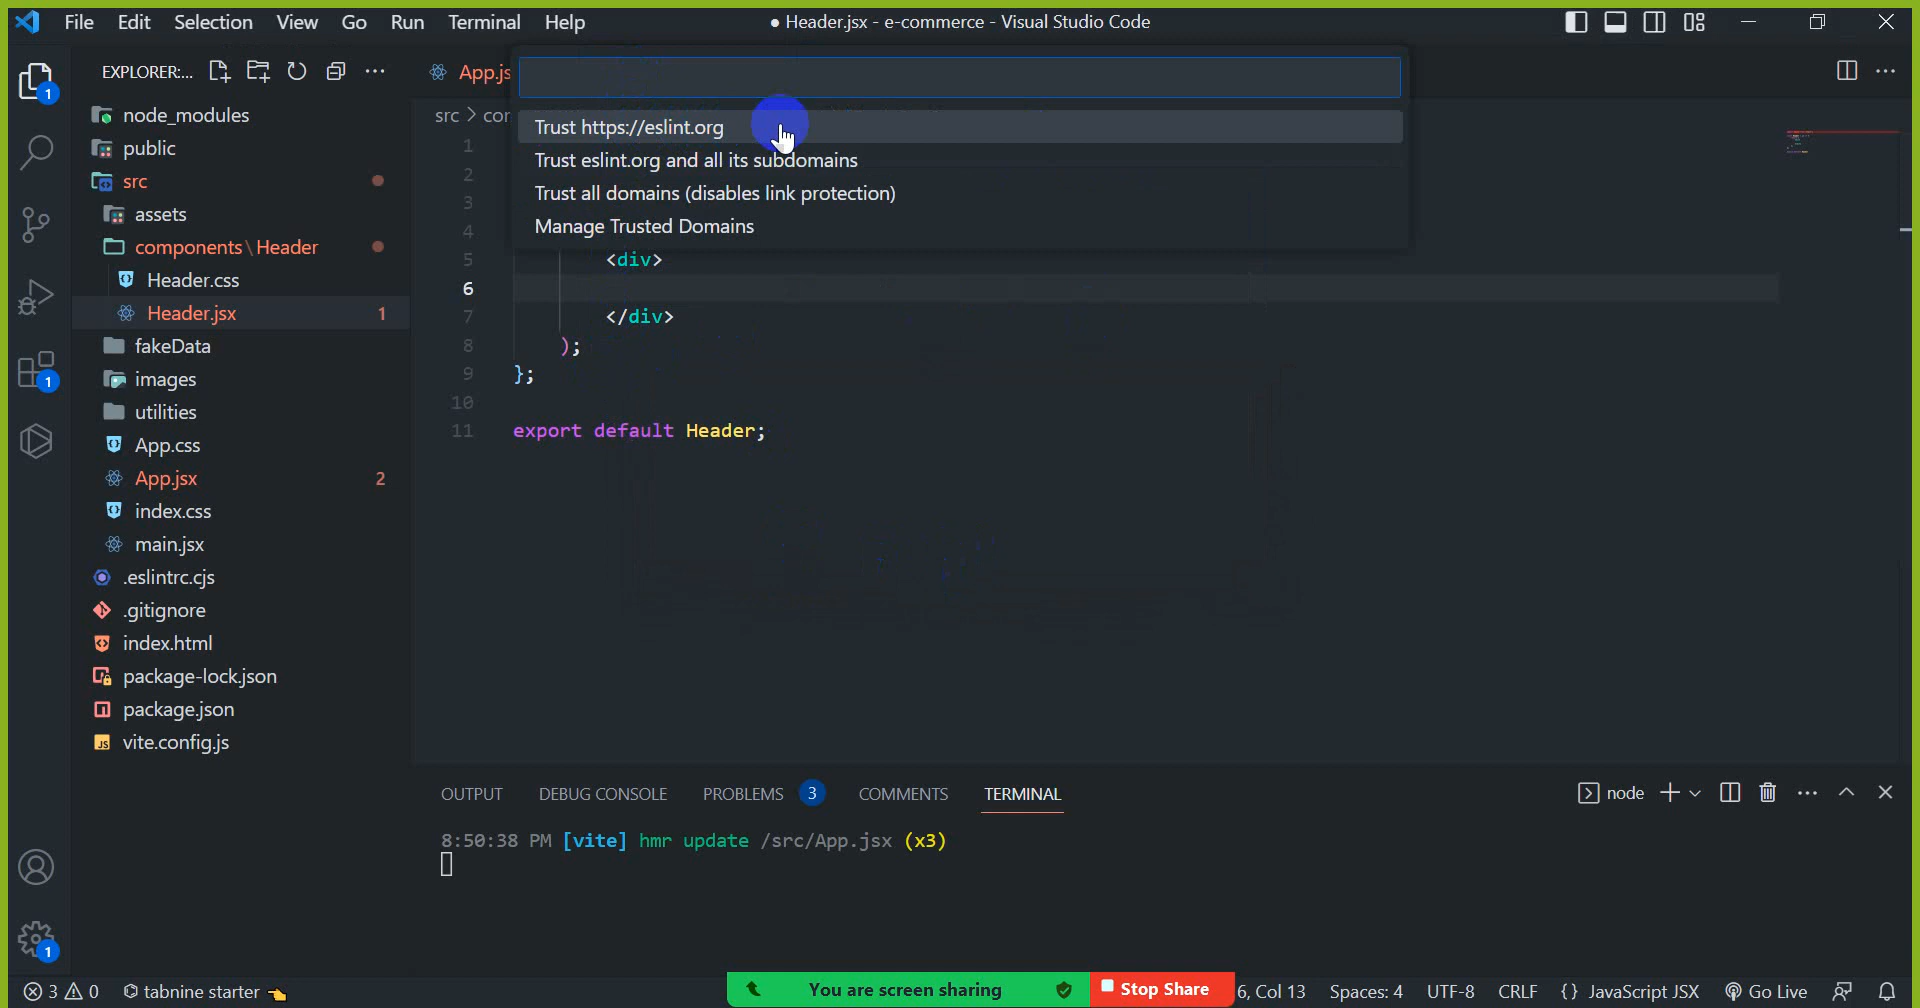 File Edit Selection View Go Run Terminal Help
● Header.jsx - e-commerce - Visual Studio Code
EXPLORER:...
App.js
1
node_modules
public
src
assets
components \ Header
Header.css
Header.jsx 1
fakeData
images
utilities
App.css
App.jsx 2
index.css
main.jsx
.eslintrc.cjs
.gitignore
index.html
package-lock.json
package.json
vite.config.js
1
1
src > cor
Trust https://eslint.org
Trust eslint.org and all its subdomains
Trust all domains (disables link protection)
Manage Trusted Domains
1
2
3
4
5 <div>
6
7 </div>
8 );
9 };
10
11 export default Header;
OUTPUT DEBUG CONSOLE PROBLEMS 3 COMMENTS TERMINAL
node
8:50:38 PM [vite] hmr update /src/App.jsx (x3)
3 0 tabnine starter
You are screen sharing
Stop Share
6, Col 13 Spaces: 4 UTF-8 CRLF {} JavaScript JSX Go Live